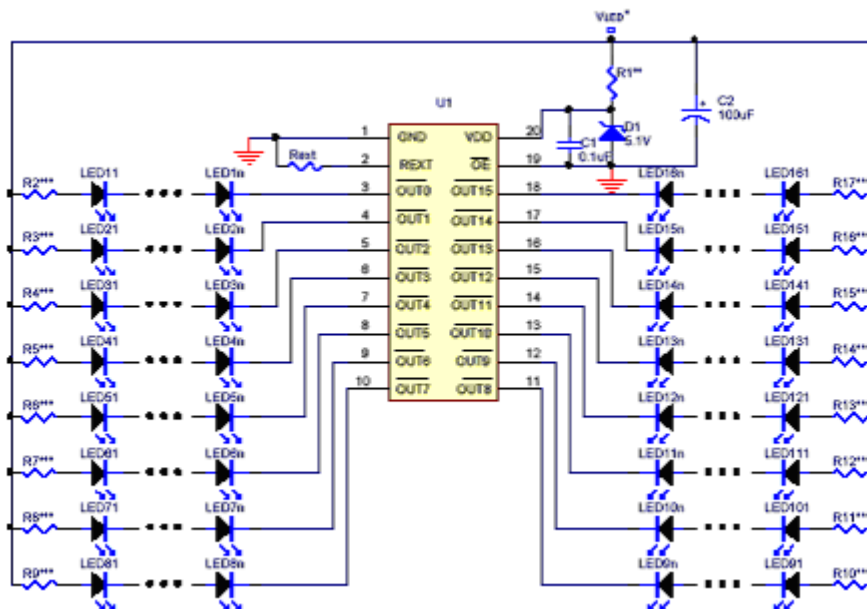 VLED*
R1**
C2
100uF
U1
D1
5.1V
C1
0.1uF
1 GND VDD 20
Rext
2 REXT OE 19
LED11 LED1n LED16n LED161
R2*** 3 OUT0 OUT15 18 R17***
LED21 LED2n 4 OUT1 OUT14 17 LED15n LED151
R3*** 5 OUT2 OUT13 16 R16***
LED31 LED3n 6 OUT3 OUT12 15 LED14n LED141
R4*** 7 OUT4 OUT11 14 R15***
LED41 LED4n 8 OUT5 OUT10 13 LED13n LED131
R5*** 9 OUT6 OUT9 12 R14***
LED51 LED5n 10 OUT7 OUT8 11 LED12n LED121
R6*** R13***
LED61 LED6n LED11n LED111
R7*** R12***
LED71 LED7n LED10n LED101
R8*** R11***
LED81 LED8n LED9n LED91
R9*** R10***